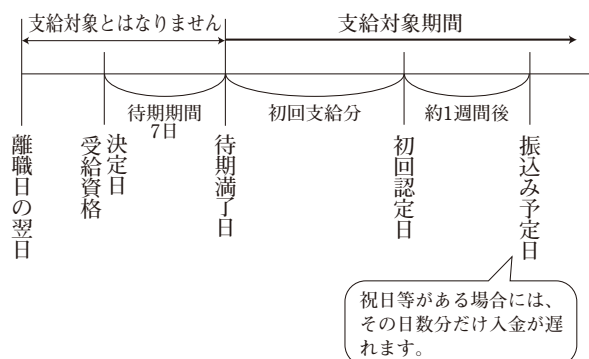 支給対象とはなりません
支給対象期間
待期期間
7日
初回支給分
約1週間後
離職日の翌日
受給資格
決定日
待期満了日
初回認定日
振込み予定日
祝日等がある場合には、
その日数分だけ入金が遅
れます。